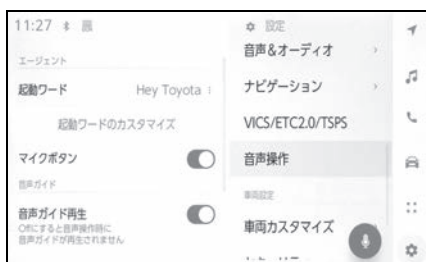 11:27
エージェント
起動ワード Hey Toyota
起動ワードのカスタマイズ
マイクボタン
音声ガイド
音声ガイド再生
Offにすると音声操作時に
音声ガイドが再生されません
設定
音声&オーディオ
ナビゲーション
VICS/ETC2.0/TSPS
音声操作
車両設定
車両カスタマイズ